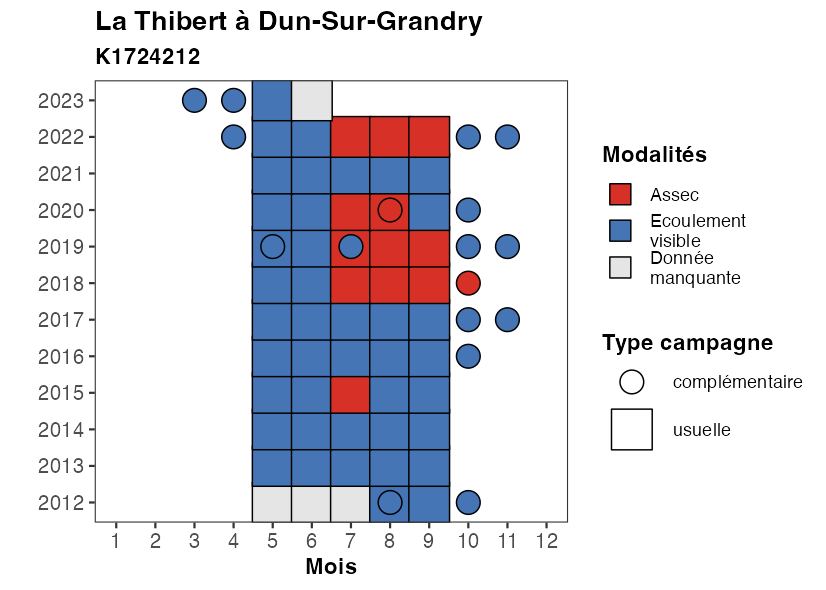 La Thibert à Dun-Sur-Grandry
K1724212
2023
2022
2021
2020
2019
2018
2017
2016
2015
2014
2013
2012
1 2 3 4 5 6 7 8 9 10 11 12
Mois
Modalités
Assec
Ecoulement
visible
Donnée
manquante
Type campagne
complémentaire
usuelle